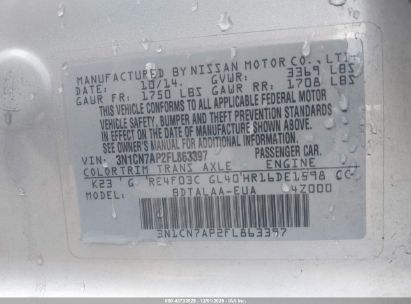 MANUFACTURED BY NISSAN MOTOR CO., LTD.
DATE: 10/14. GVWR: 3369 LBS
GAWR FR: 1750 LBS GAWR RR: 1708 LBS
THIS VEHICLE CONFORMS TO ALL APPLICABLE FEDERAL MOTOR
VEHICLE SAFETY, BUMPER, AND THEFT PREVENTION STANDARDS
IN EFFECT ON THE DATE OF MANUFACTURE SHOWN ABOVE.
SEE OWNER'S MANUAL FOR ADDITIONAL INFORMATION
VIN: 3N1CN7AP2FL863397 PASSENGER CAR.
COLOR TRIM TRANS AXLE ENGINE
K23 G RE4F03C GL40 HR16DE1598 CC
MODEL: BDTALAA-EUA 4Z000
3N1CN7AP2FL863397